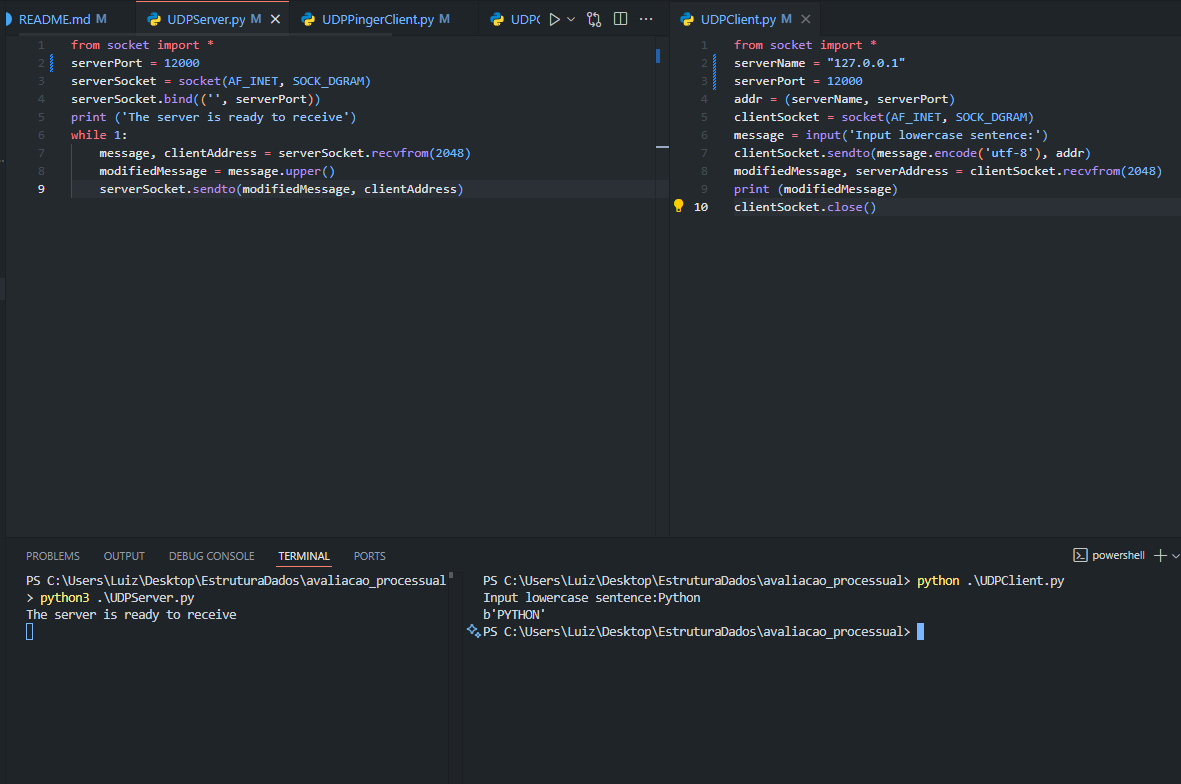 README.md M
UDPServer.py M
UDPPingerClient.py M
UDPC
UDPClient.py M
1 from socket import *
2 serverPort = 12000
3 serverSocket = socket(AF_INET, SOCK_DGRAM)
4 serverSocket.bind(('', serverPort))
5 print ('The server is ready to receive')
6 while 1:
7 message, clientAddress = serverSocket.recvfrom(2048)
8 modifiedMessage = message.upper()
9 serverSocket.sendto(modifiedMessage, clientAddress)
1 from socket import *
2 serverName = "127.0.0.1"
3 serverPort = 12000
4 addr = (serverName, serverPort)
5 clientSocket = socket(AF_INET, SOCK_DGRAM)
6 message = input('Input lowercase sentence:')
7 clientSocket.sendto(message.encode('utf-8'), addr)
8 modifiedMessage, serverAddress = clientSocket.recvfrom(2048)
9 print (modifiedMessage)
10 clientSocket.close()
PROBLEMS OUTPUT DEBUG CONSOLE TERMINAL PORTS
powershell
PS C:\Users\Luiz\Desktop\EstruturaDados\avaliacao_processual
> python3 .\UDPServer.py
The server is ready to receive
PS C:\Users\Luiz\Desktop\EstruturaDados\avaliacao_processual> python .\UDPClient.py
Input lowercase sentence:Python
b'PYTHON'
PS C:\Users\Luiz\Desktop\EstruturaDados\avaliacao_processual>